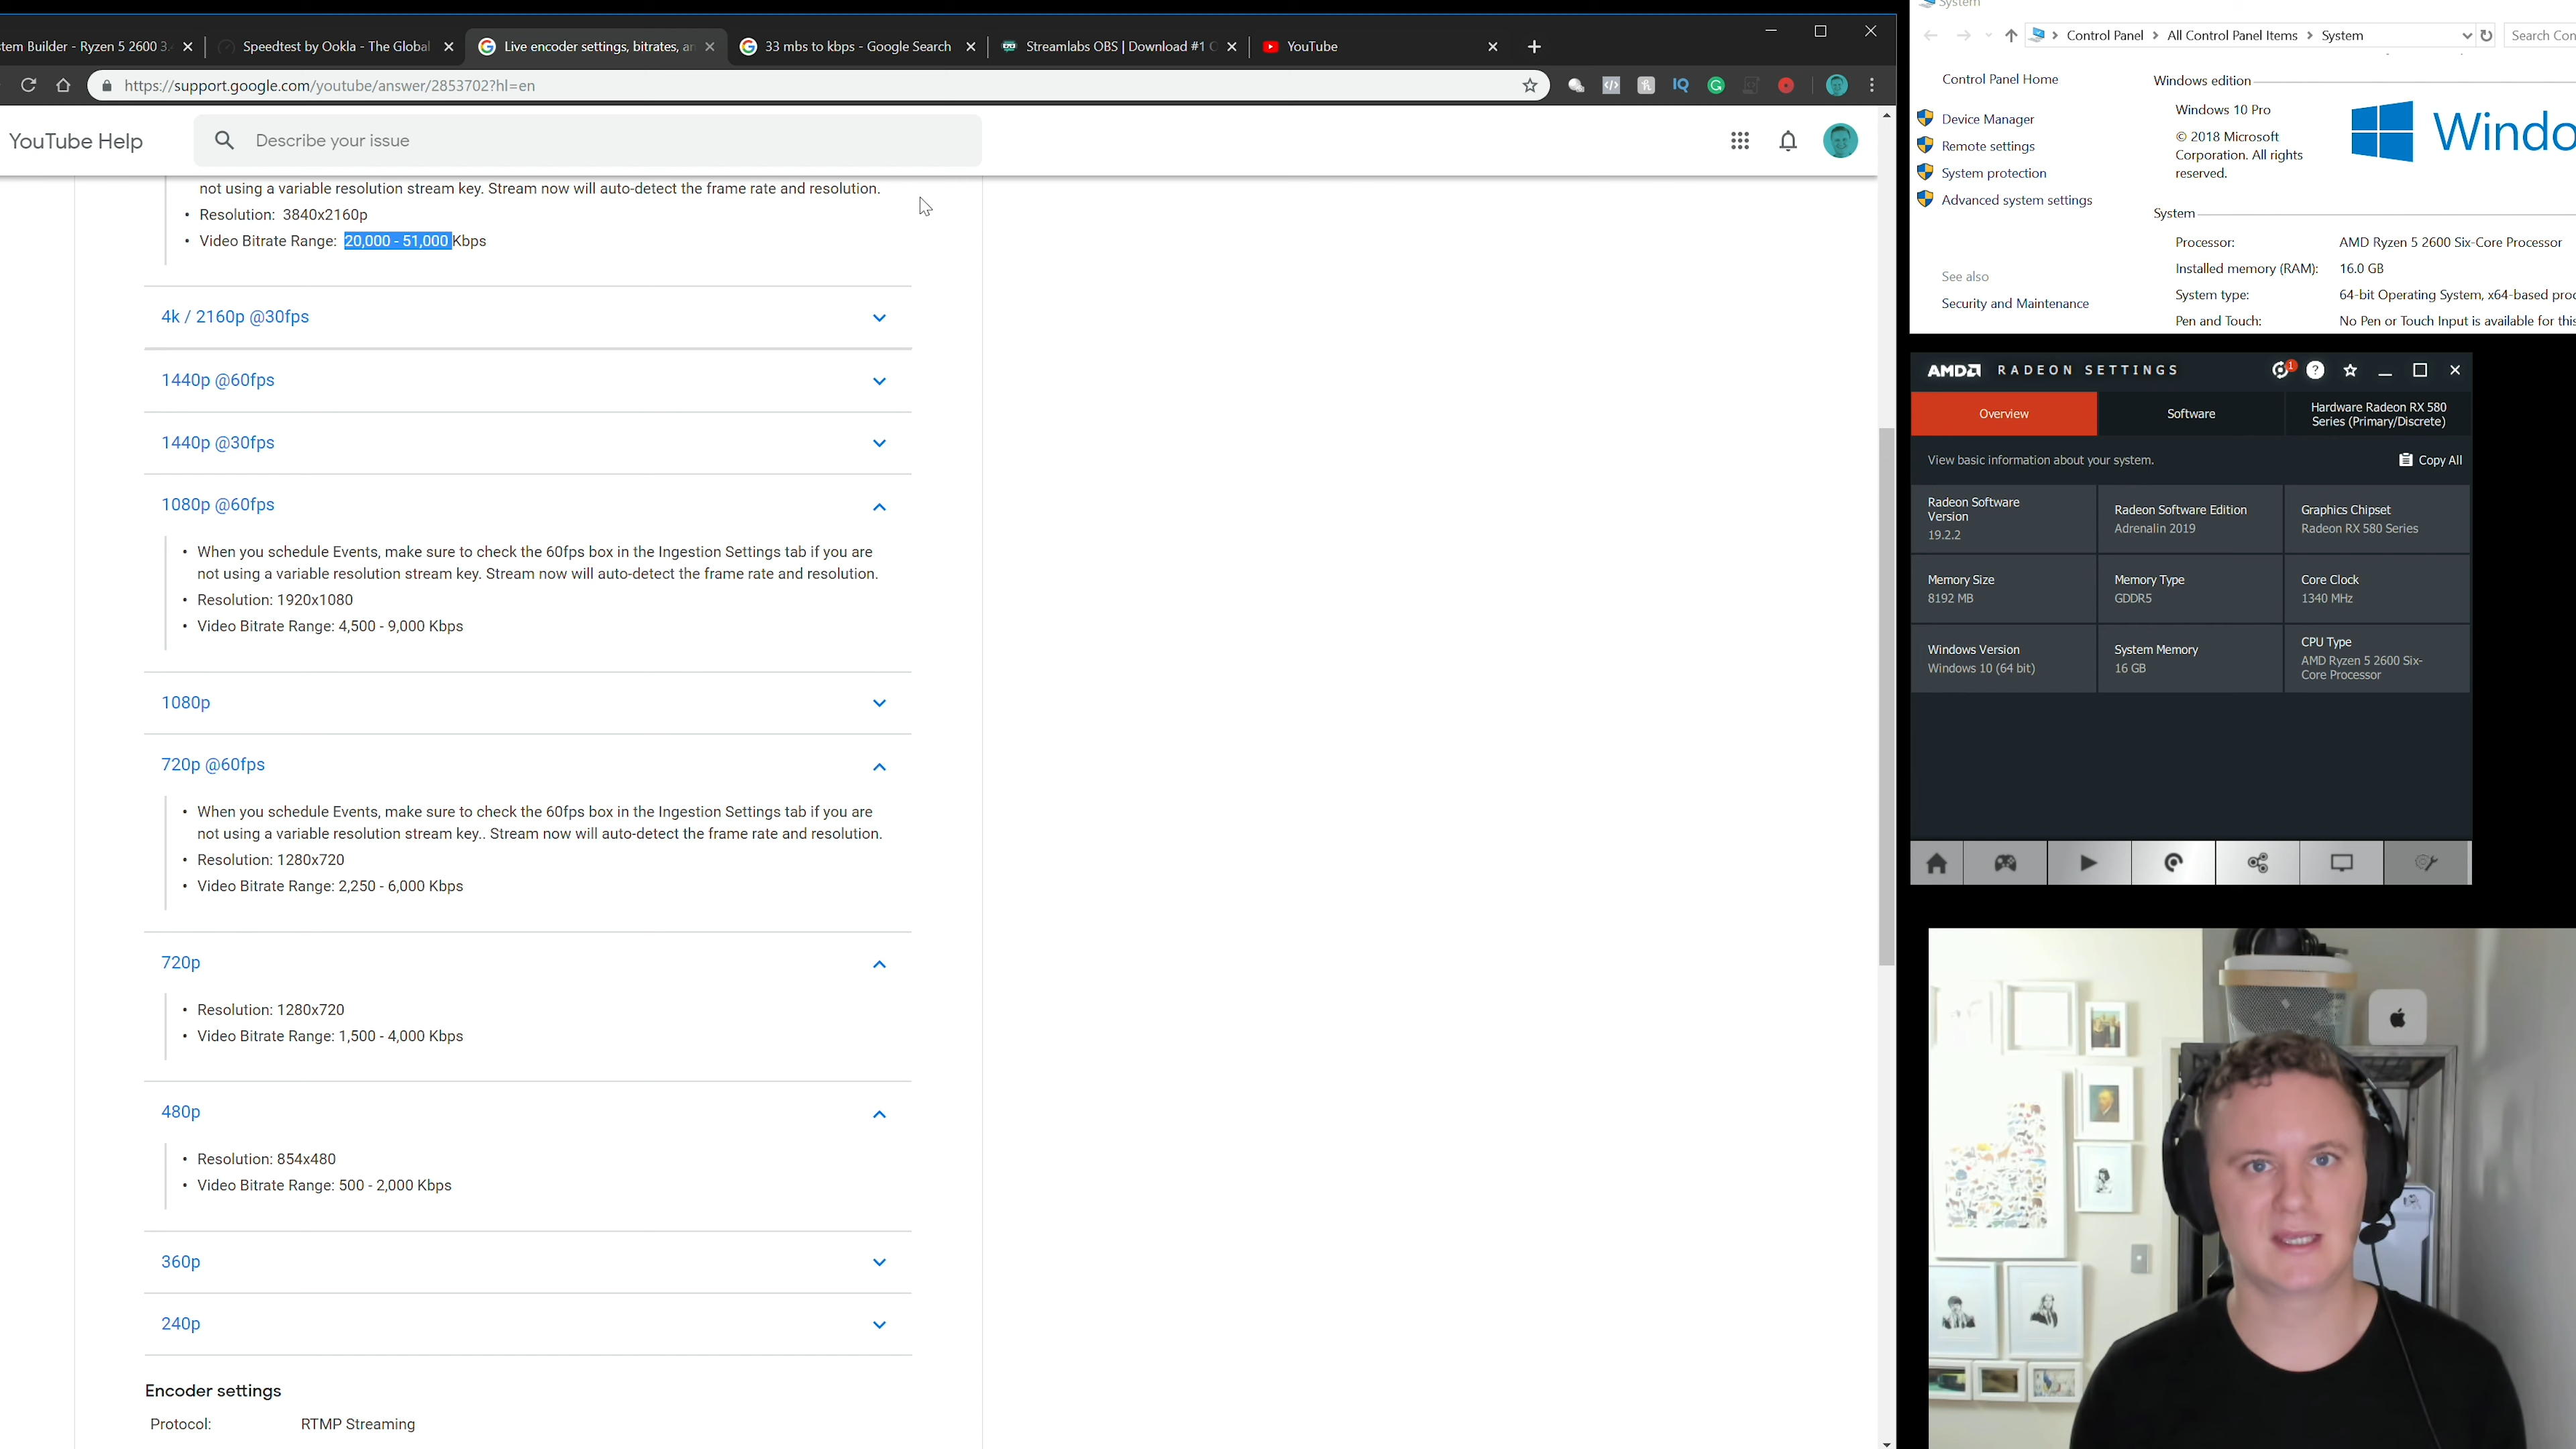 tem Builder - Ryzen 5 2600 3.
Speedtest by Ookla - The Global
Live encoder settings, bitrates, an
33 mbs to kbps - Google Search
Streamlabs OBS | Download #1 C
YouTube
https://support.google.com/youtube/answer/2853702?hl=en
YouTube Help
Describe your issue
not using a variable resolution stream key. Stream now will auto-detect the frame rate and resolution.
• Resolution: 3840x2160p
• Video Bitrate Range: 20,000 - 51,000 Kbps
4k / 2160p @30fps
1440p @60fps
1440p @30fps
1080p @60fps
• When you schedule Events, make sure to check the 60fps box in the Ingestion Settings tab if you are
not using a variable resolution stream key. Stream now will auto-detect the frame rate and resolution.
• Resolution: 1920x1080
• Video Bitrate Range: 4,500 - 9,000 Kbps
1080p
720p @60fps
• When you schedule Events, make sure to check the 60fps box in the Ingestion Settings tab if you are
not using a variable resolution stream key.. Stream now will auto-detect the frame rate and resolution.
• Resolution: 1280x720
• Video Bitrate Range: 2,250 - 6,000 Kbps
720p
• Resolution: 1280x720
• Video Bitrate Range: 1,500 - 4,000 Kbps
480p
• Resolution: 854x480
• Video Bitrate Range: 500 - 2,000 Kbps
360p
240p
Encoder settings
Protocol: RTMP Streaming
System
Control Panel > All Control Panel Items > System
Search Con
Control Panel Home
Device Manager
Remote settings
System protection
Advanced system settings
See also
Security and Maintenance
Windows edition
Windows 10 Pro
© 2018 Microsoft
Corporation. All rights
reserved.
Windo
System
Processor: AMD Ryzen 5 2600 Six-Core Processor
Installed memory (RAM): 16.0 GB
System type: 64-bit Operating System, x64-based proc
Pen and Touch: No Pen or Touch Input is available for this
AMD RADEON SETTINGS
1
Overview
Software
Hardware Radeon RX 580
Series (Primary/Discrete)
View basic information about your system.
Copy All
Radeon Software
Version
19.2.2
Radeon Software Edition
Adrenalin 2019
Graphics Chipset
Radeon RX 580 Series
Memory Size
8192 MB
Memory Type
GDDR5
Core Clock
1340 MHz
Windows Version
Windows 10 (64 bit)
System Memory
16 GB
CPU Type
AMD Ryzen 5 2600 Six-
Core Processor